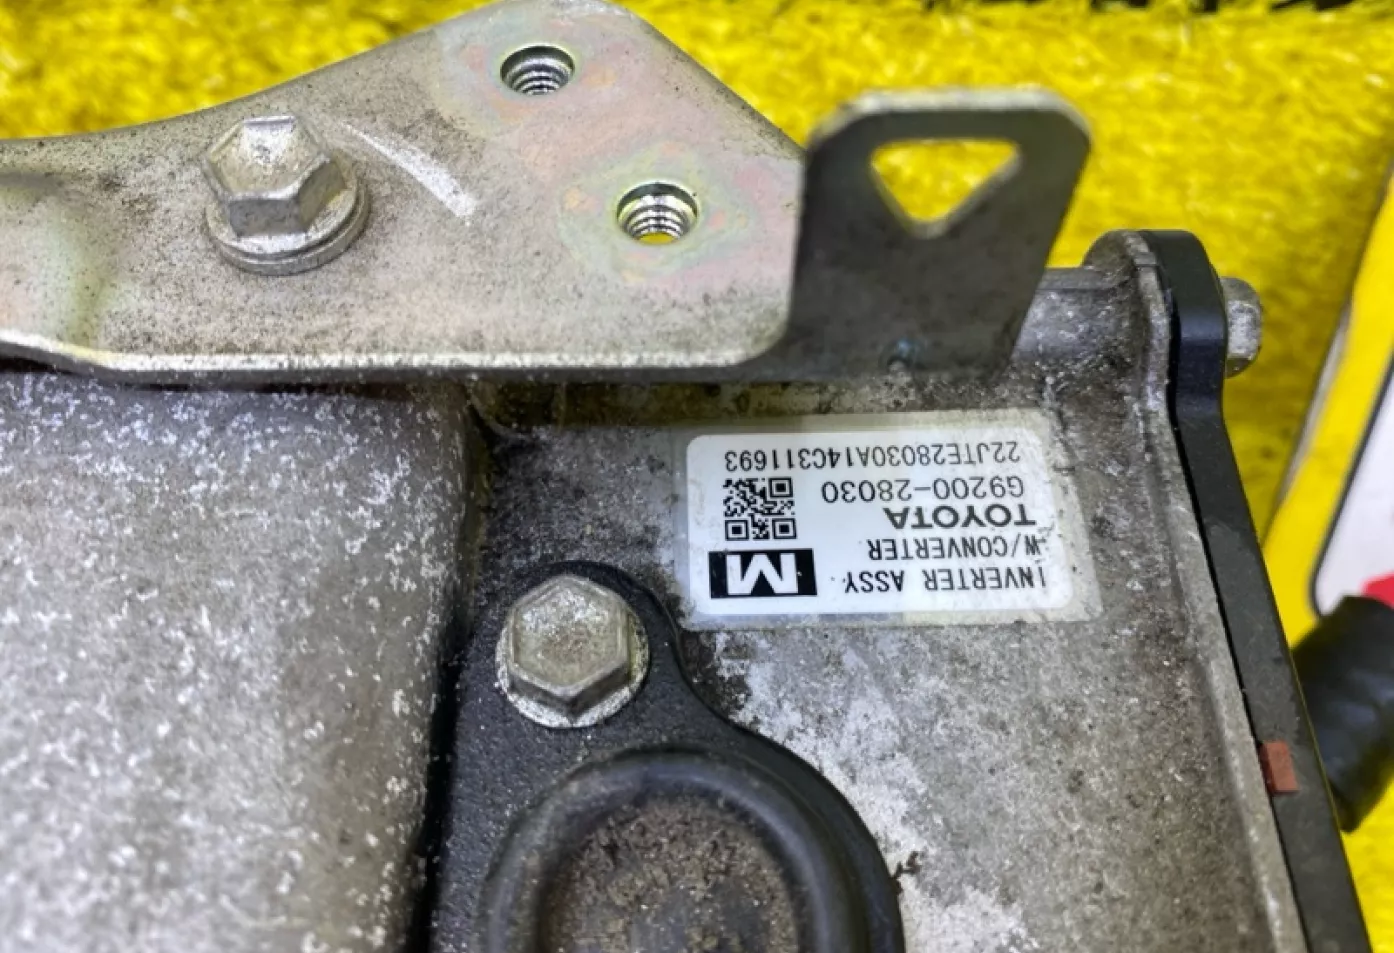 INVERTER ASSY M
W/CONVERTER
TOYOTA
G9200-28030
22JTE28030A14C311693